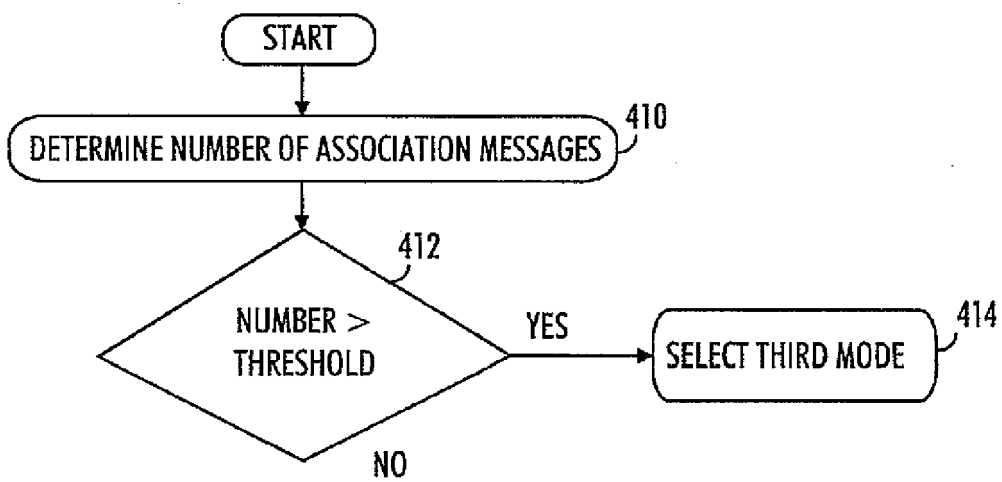 START
DETERMINE NUMBER OF ASSOCIATION MESSAGES
410
412
NUMBER >
THRESHOLD
YES
SELECT THIRD MODE
414
NO